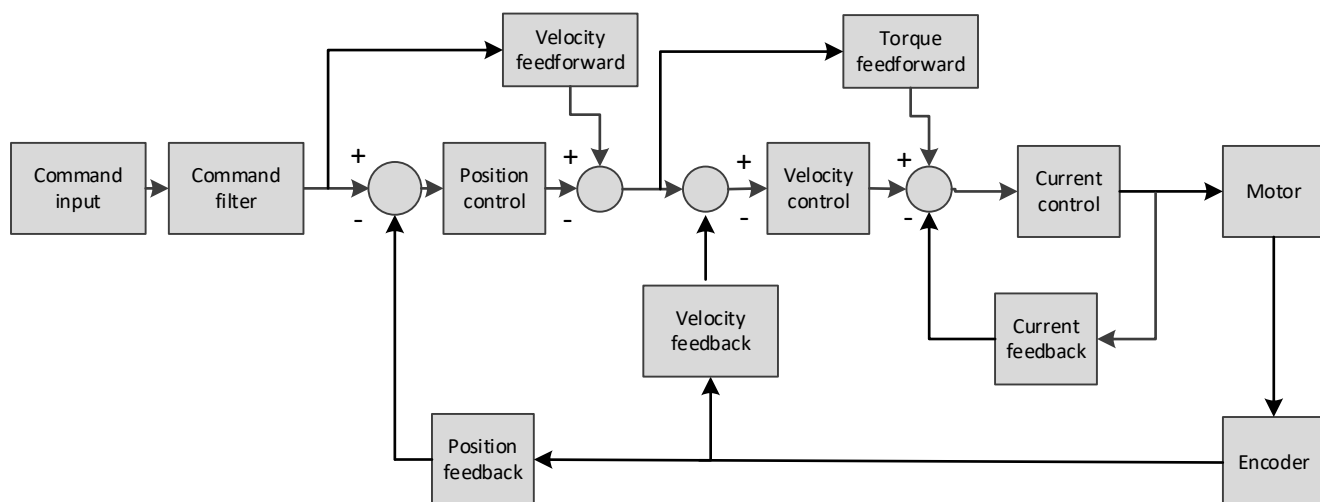 Velocity
feedforward
Torque
feedforward
Command
input
Command
filter
+
-
Position
control
+
-
+
-
Velocity
control
+
-
Current
control
Motor
Velocity
feedback
Current
feedback
Position
feedback
Encoder